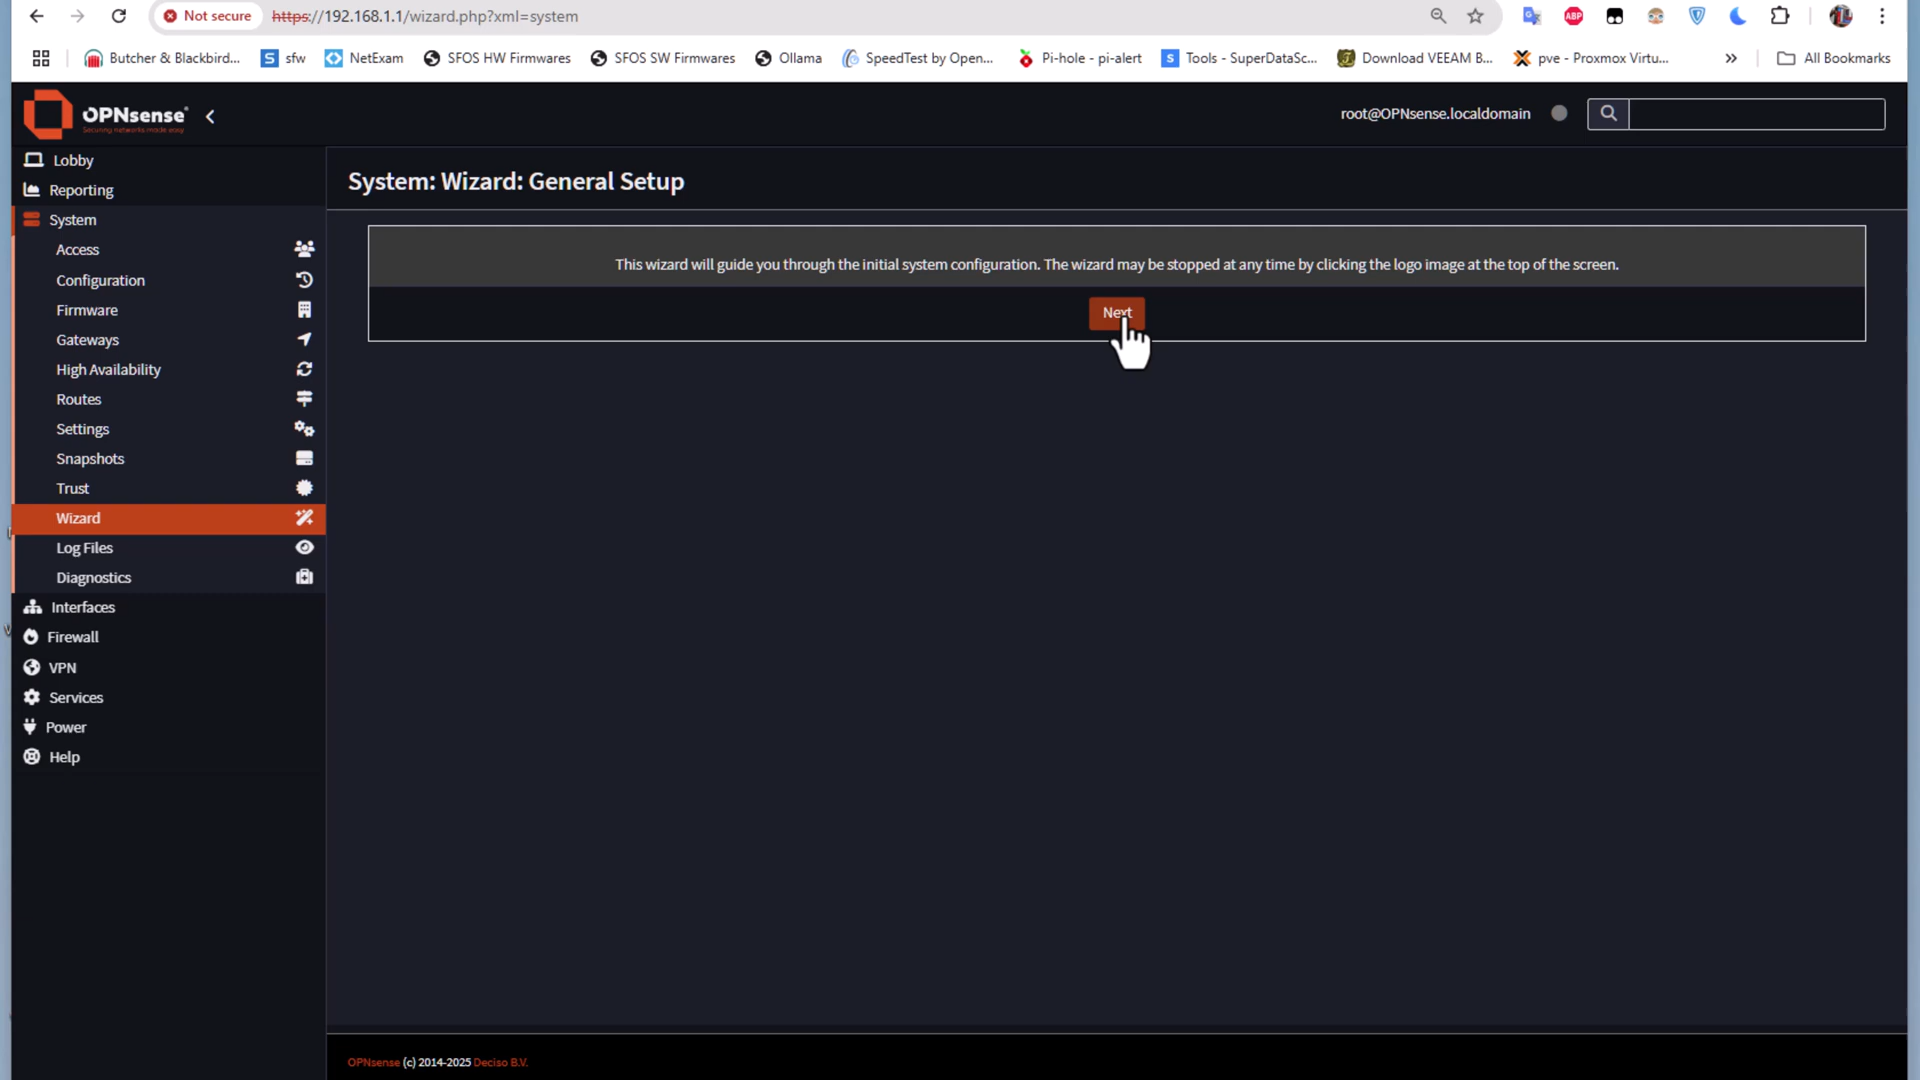 Not secure https://192.168.1.1/wizard.php?xml=system
ABP
Butcher & Blackbird... S sfw NetExam SFOS HW Firmwares SFOS SW Firmwares Ollama SpeedTest by Open... Pi-hole - pi-alert S Tools - SuperDataSc... Download VEEAM B... pve - Proxmox Virtu... » All Bookmarks
OPNsense®
Securing networks made easy
root@OPNsense.localdomain
Lobby
Reporting
System
Access
Configuration
Firmware
Gateways
High Availability
Routes
Settings
Snapshots
Trust
Wizard
Log Files
Diagnostics
Interfaces
Firewall
VPN
Services
Power
Help
System: Wizard: General Setup
This wizard will guide you through the initial system configuration. The wizard may be stopped at any time by clicking the logo image at the top of the screen.
Next
OPNsense (c) 2014-2025 Deciso B.V.